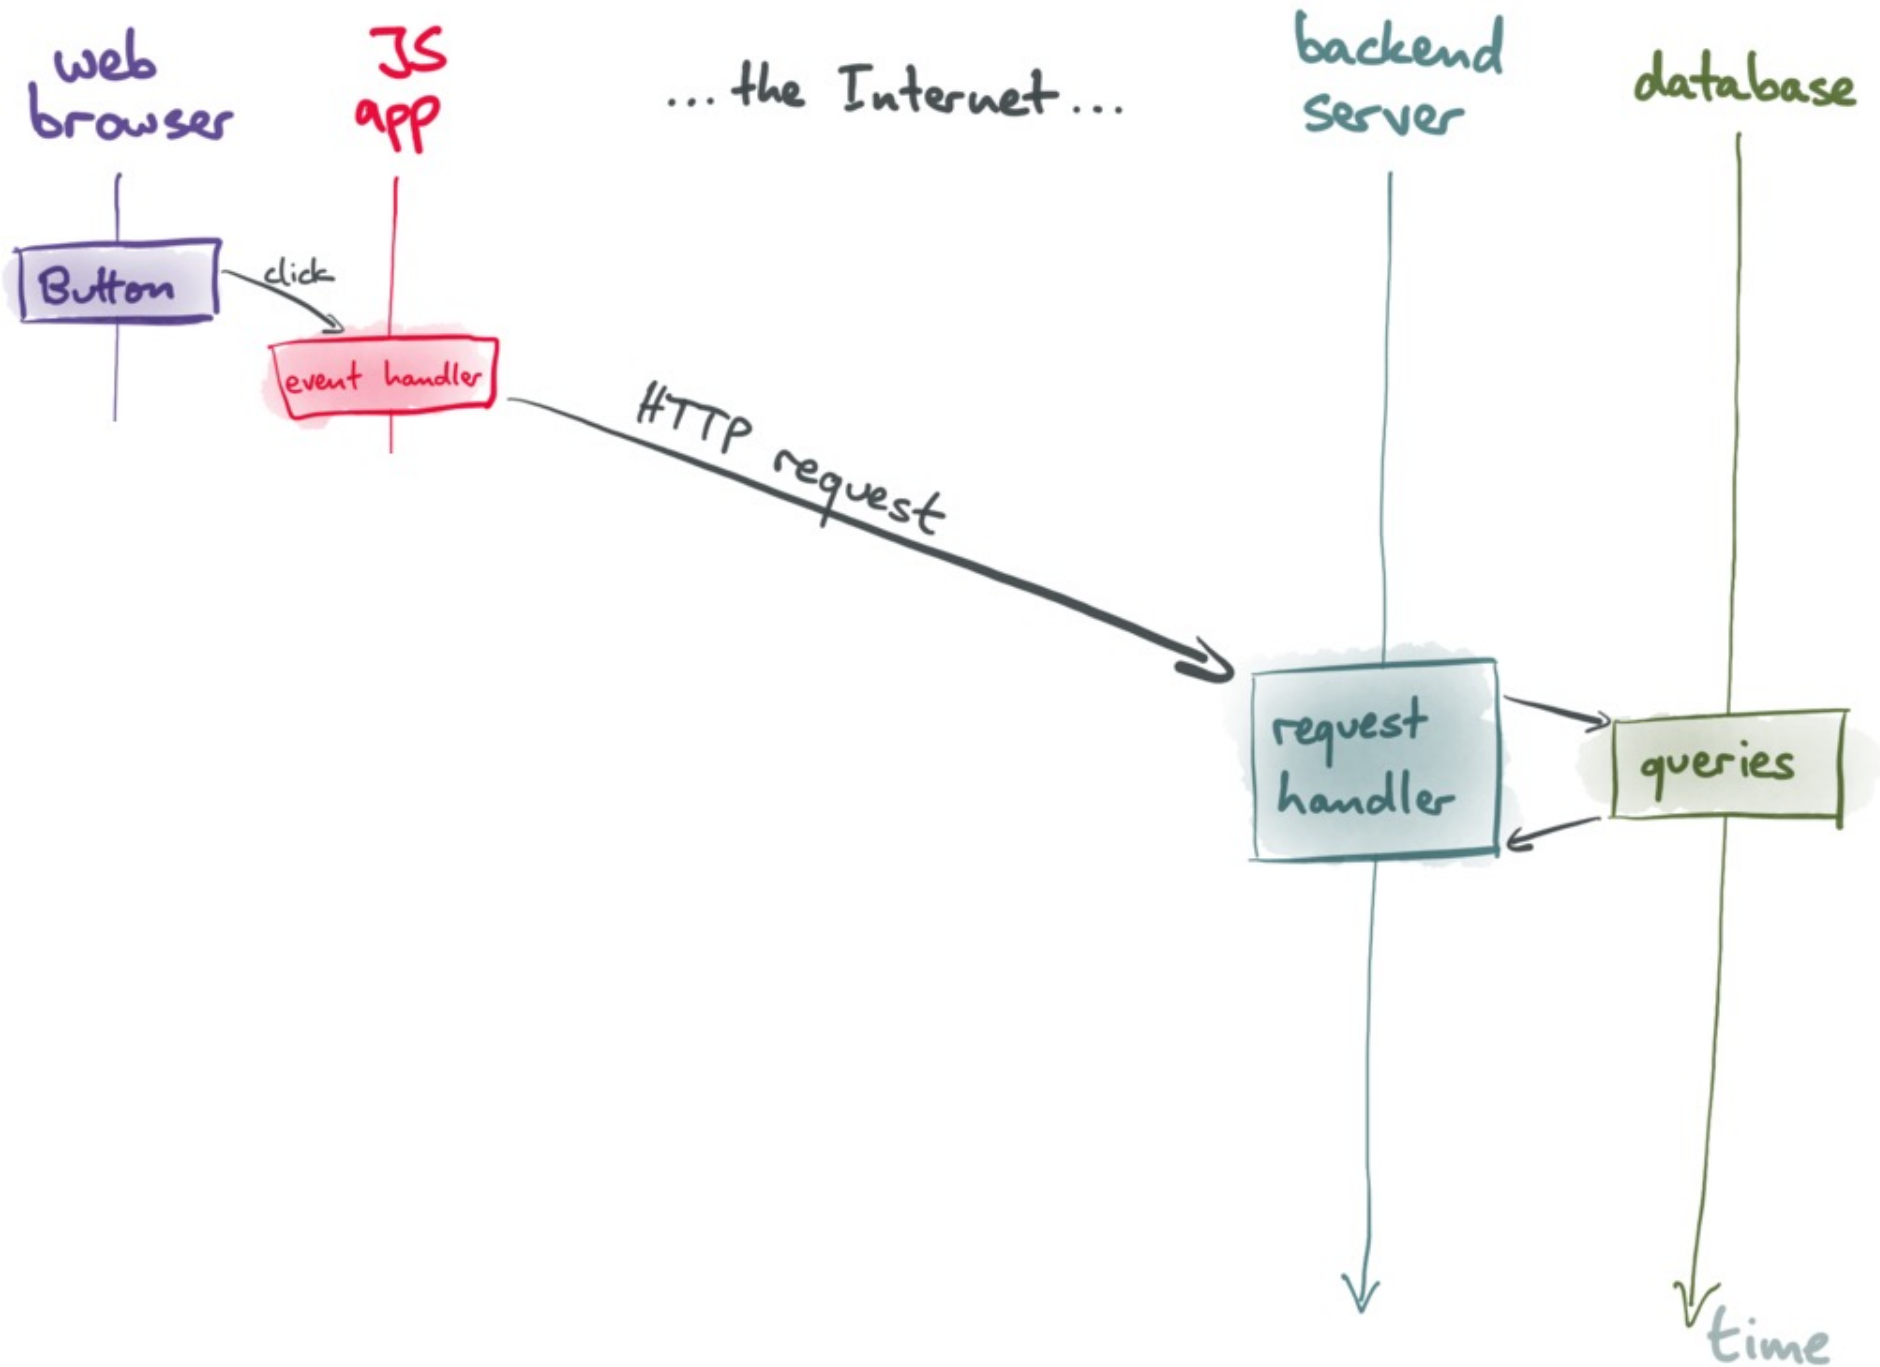 web
browser
JS
app
... the Internet ...
backend
server
database
Button
click
event handler
HTTP request
request
handler
queries
time